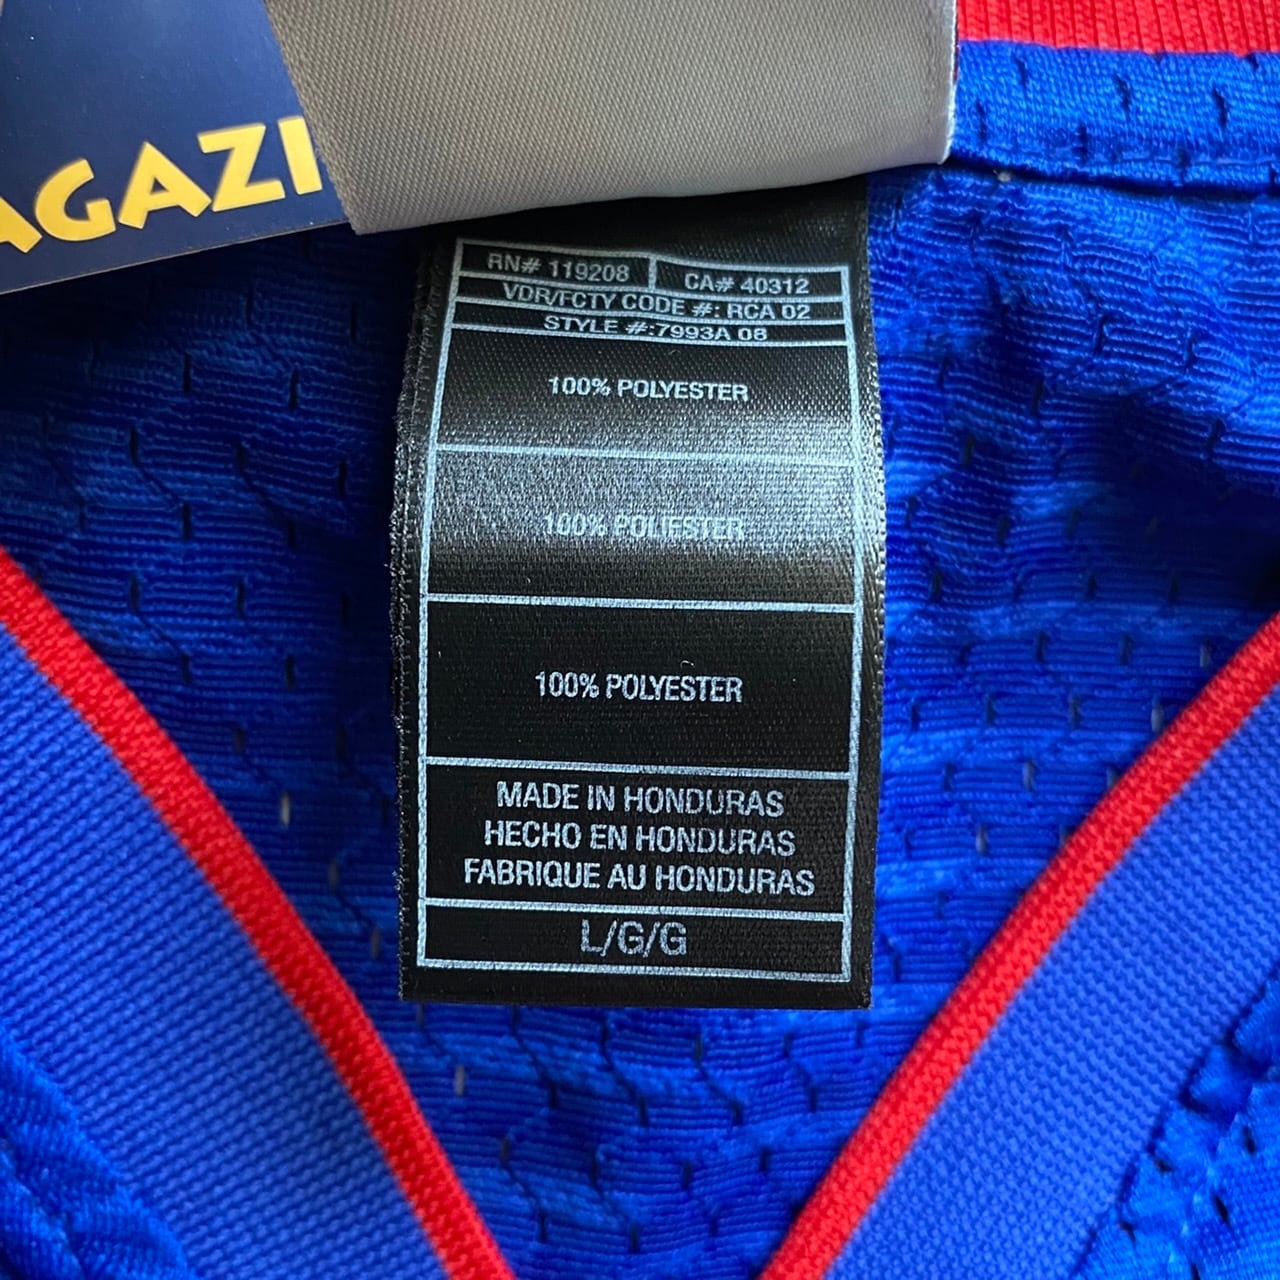 AGAZI
RN# 119208
CA# 40312
VDR/FCTY CODE #: RCA 02
STYLE #:7993A 06
100% POLYESTER
100% POLIESTER
100% POLYESTER
MADE IN HONDURAS
HECHO EN HONDURAS
FABRIQUE AU HONDURAS
L/G/G